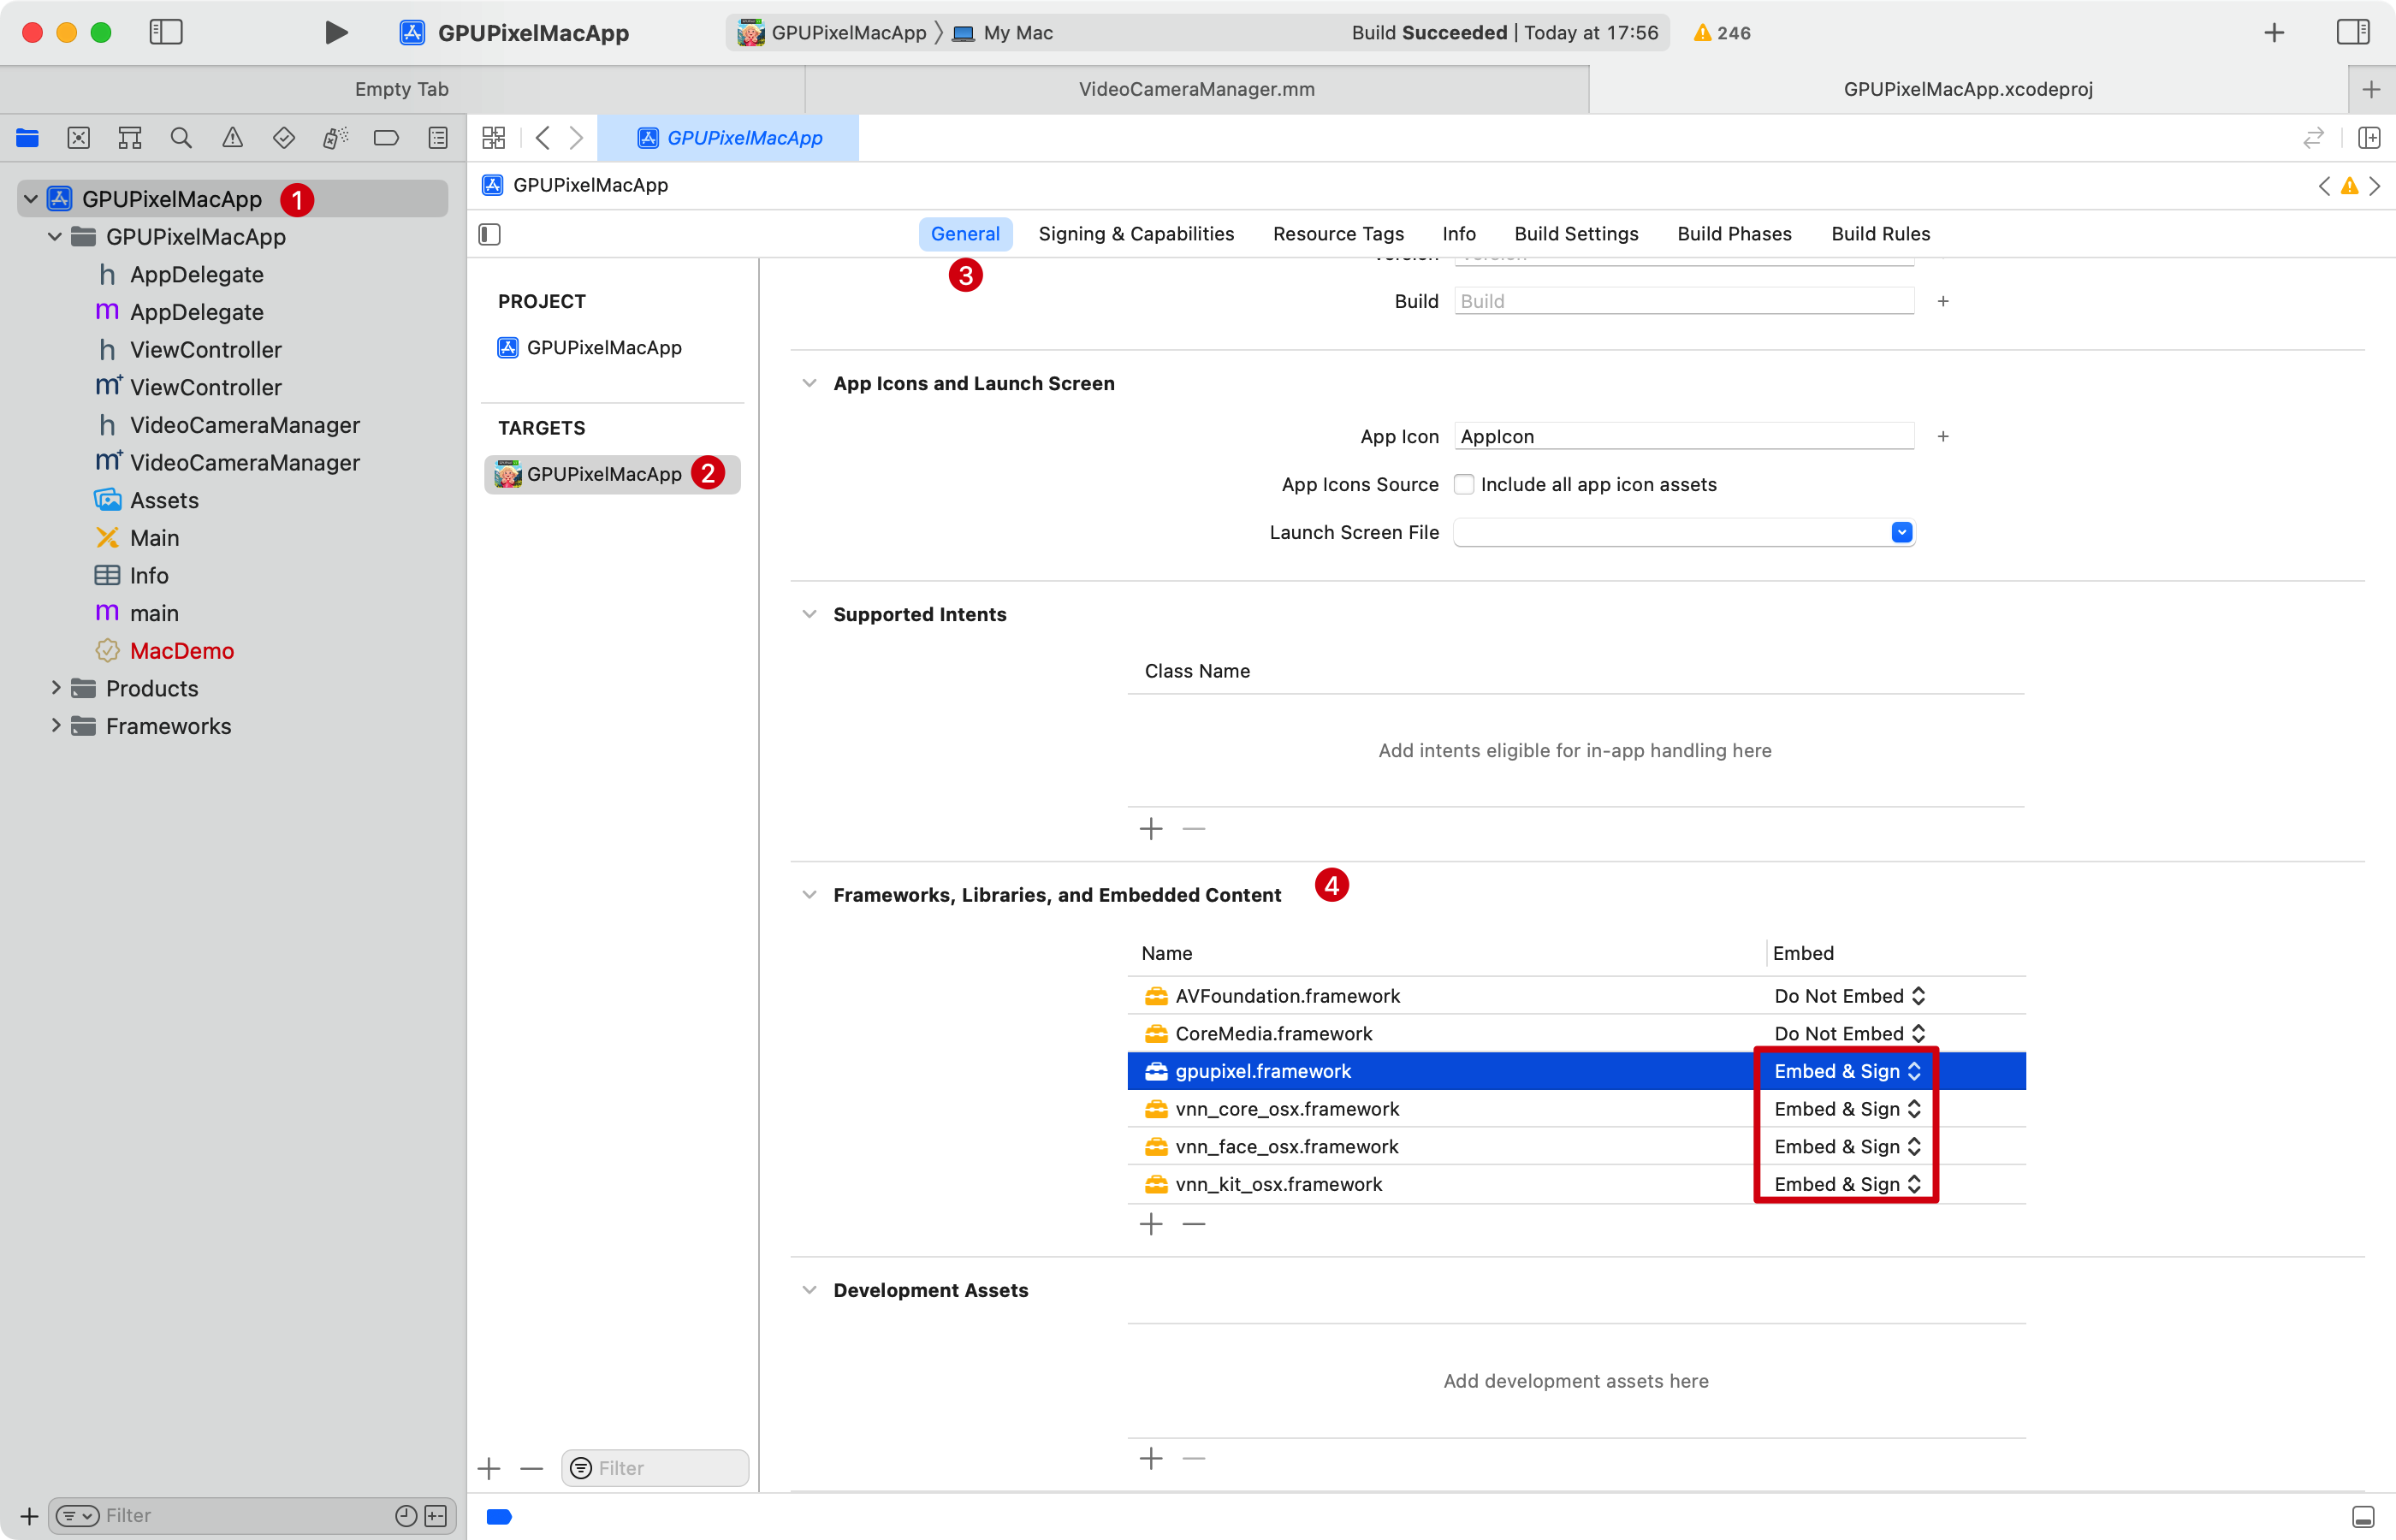 GPUPixelMacApp
GPUPixelMacApp 〉 My Mac
Build Succeeded | Today at 17:56
246
Empty Tab
VideoCameraManager.mm
GPUPixelMacApp.xcodeproj
GPUPixelMacApp
GPUPixelMacApp 1
GPUPixelMacApp
h AppDelegate
m AppDelegate
h ViewController
m+ ViewController
h VideoCameraManager
m+ VideoCameraManager
Assets
Main
Info
m main
MacDemo
Products
Frameworks
Filter
GPUPixelMacApp
General
Signing & Capabilities
Resource Tags
Info
Build Settings
Build Phases
Build Rules
3
PROJECT
GPUPixelMacApp
TARGETS
GPUPixelMacApp 2
Filter
Version Version
Build Build
App Icons and Launch Screen
App Icon AppIcon
App Icons Source Include all app icon assets
Launch Screen File
Supported Intents
Class Name
Add intents eligible for in-app handling here
Frameworks, Libraries, and Embedded Content 4
Name Embed
AVFoundation.framework Do Not Embed
CoreMedia.framework Do Not Embed
gpupixel.framework Embed & Sign
vnn_core_osx.framework Embed & Sign
vnn_face_osx.framework Embed & Sign
vnn_kit_osx.framework Embed & Sign
Development Assets
Add development assets here